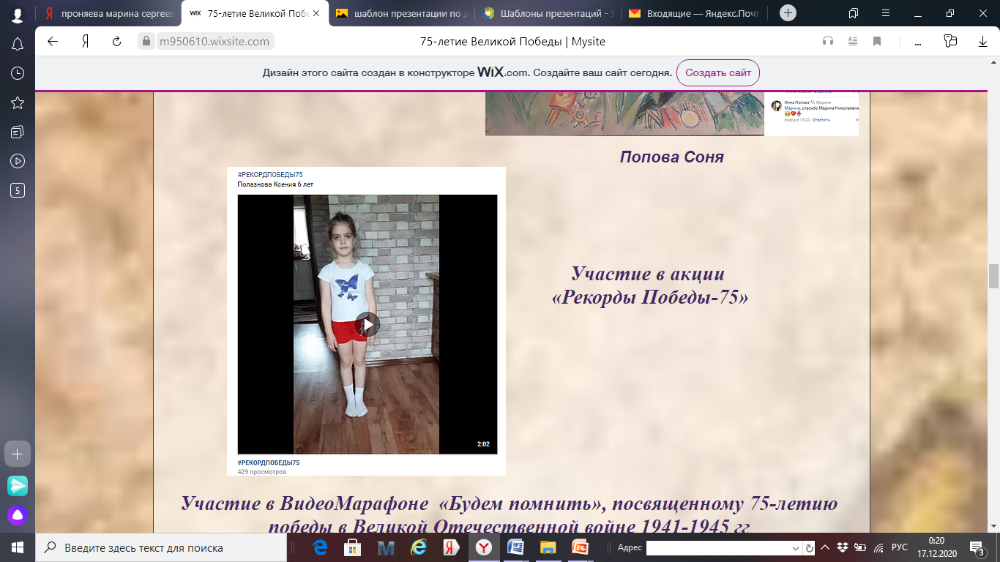 проняева марина сергеев
WIX
75-летие Великой Побе
шаблон презентации по д
Шаблоны презентаций - У
Входящие — Яндекс.Почт
m950610.wixsite.com
75-летие Великой Победы | Mysite
Дизайн этого сайта создан в конструкторе WIX.com. Создайте ваш сайт сегодня.
Создать сайт
5
Инна Попова Марине
Марина, спасибо Марина Николаевна
вчера в 13:20 Ответить
Попова Соня
#РЕКОРДПОБЕДЫ75
Полазнова Ксения 6 лет
2:02
#РЕКОРДПОБЕДЫ75
429 просмотров
Участие в акции
«Рекорды Победы-75»
Участие в ВидеоМарафоне «Будем помнить», посвященному 75-летию
победы в Великой Отечественной войне 1941-1945 гг
Введите здесь текст для поиска
Адрес
РУС
0:20
17.12.2020
3